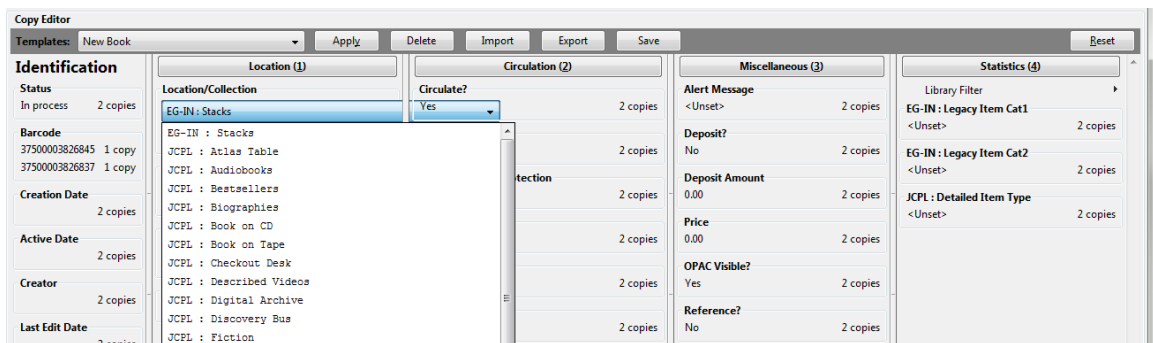 Copy Editor
Templates: New Book Apply Delete Import Export Save Reset
Identification
Status
In process 2 copies
Barcode
37500003826845 1 copy
37500003826837 1 copy
Creation Date
2 copies
Active Date
2 copies
Creator
2 copies
Last Edit Date
Location (1)
Location/Collection
EG-IN : Stacks
EG-IN : Stacks
JCPL : Atlas Table
JCPL : Audiobooks
JCPL : Bestsellers
JCPL : Biographies
JCPL : Book on CD
JCPL : Book on Tape
JCPL : Checkout Desk
JCPL : Described Videos
JCPL : Digital Archive
JCPL : Discovery Bus
JCPL : Fiction
Circulation (2)
Circulate?
Yes 2 copies
2 copies
tection
2 copies
2 copies
2 copies
2 copies
Miscellaneous (3)
Alert Message
<Unset> 2 copies
Deposit?
No 2 copies
Deposit Amount
0.00 2 copies
Price
0.00 2 copies
OPAC Visible?
Yes 2 copies
Reference?
No 2 copies
Statistics (4)
Library Filter
EG-IN : Legacy Item Cat1
<Unset> 2 copies
EG-IN : Legacy Item Cat2
<Unset> 2 copies
JCPL : Detailed Item Type
<Unset> 2 copies